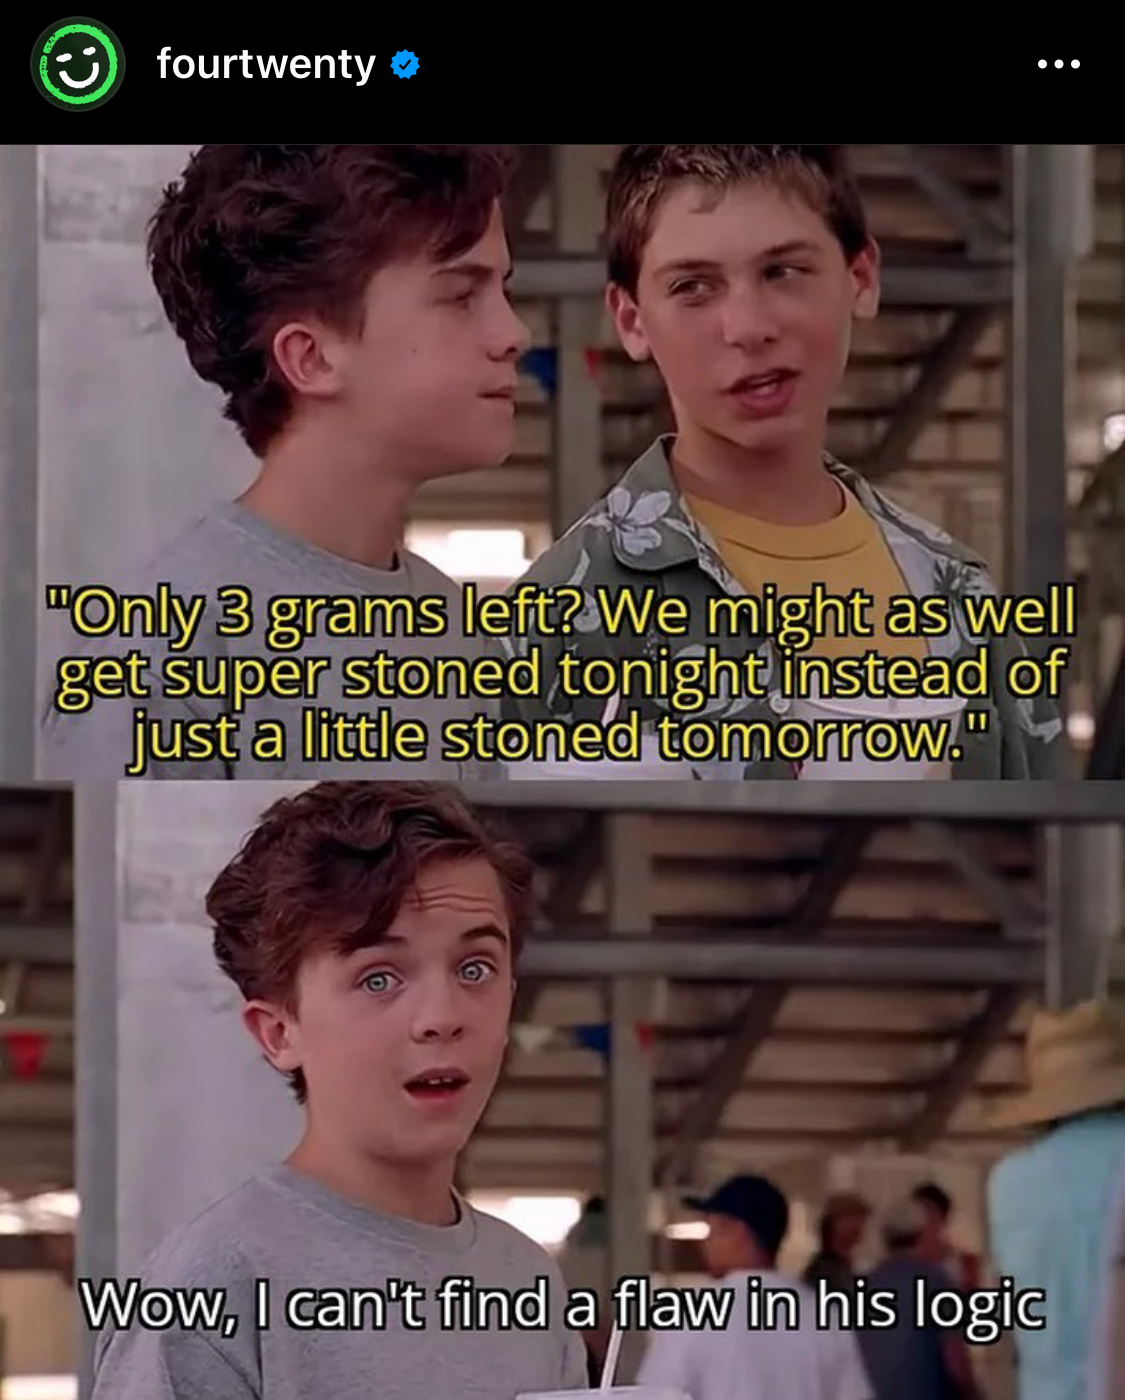 fourtwenty
"Only 3 grams left? We might as well
get super stoned tonight instead of
just a little stoned tomorrow."
Wow, I can't find a flaw in his logic